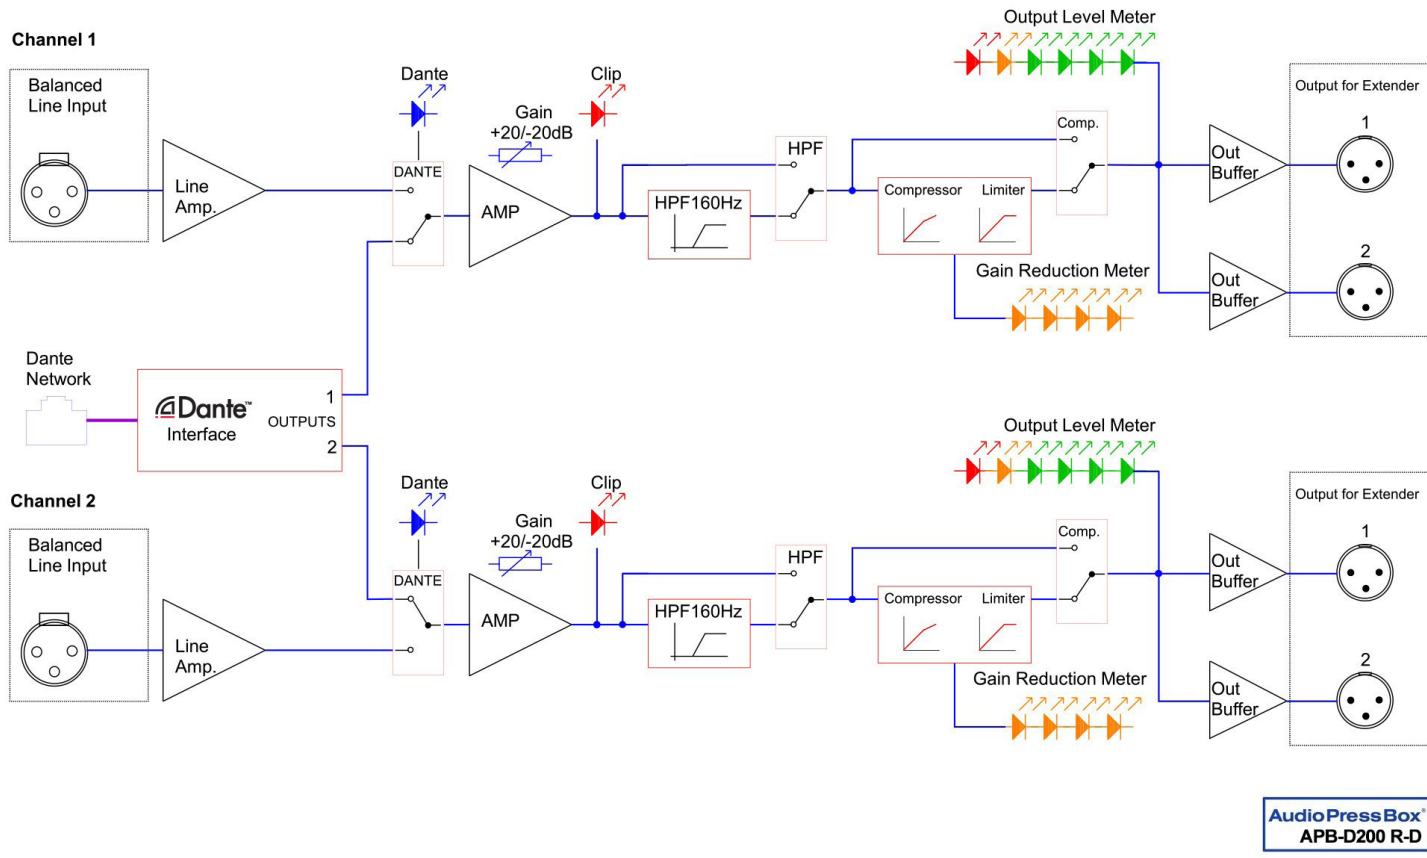 Channel 1
Balanced
Line Input
Line
Amp.
Dante
DANTE
Gain
+20/-20dB
AMP
Clip
HPF160Hz
HPF
Compressor Limiter
Gain Reduction Meter
Output Level Meter
Comp.
Out
Buffer
Out
Buffer
Output for Extender
1
2
Dante
Network
Dante™
Interface
1
OUTPUTS
2
Channel 2
Balanced
Line Input
Line
Amp.
Dante
DANTE
Gain
+20/-20dB
AMP
Clip
HPF160Hz
HPF
Compressor Limiter
Gain Reduction Meter
Output Level Meter
Comp.
Out
Buffer
Out
Buffer
Output for Extender
1
2
AudioPressBox®
APB-D200 R-D